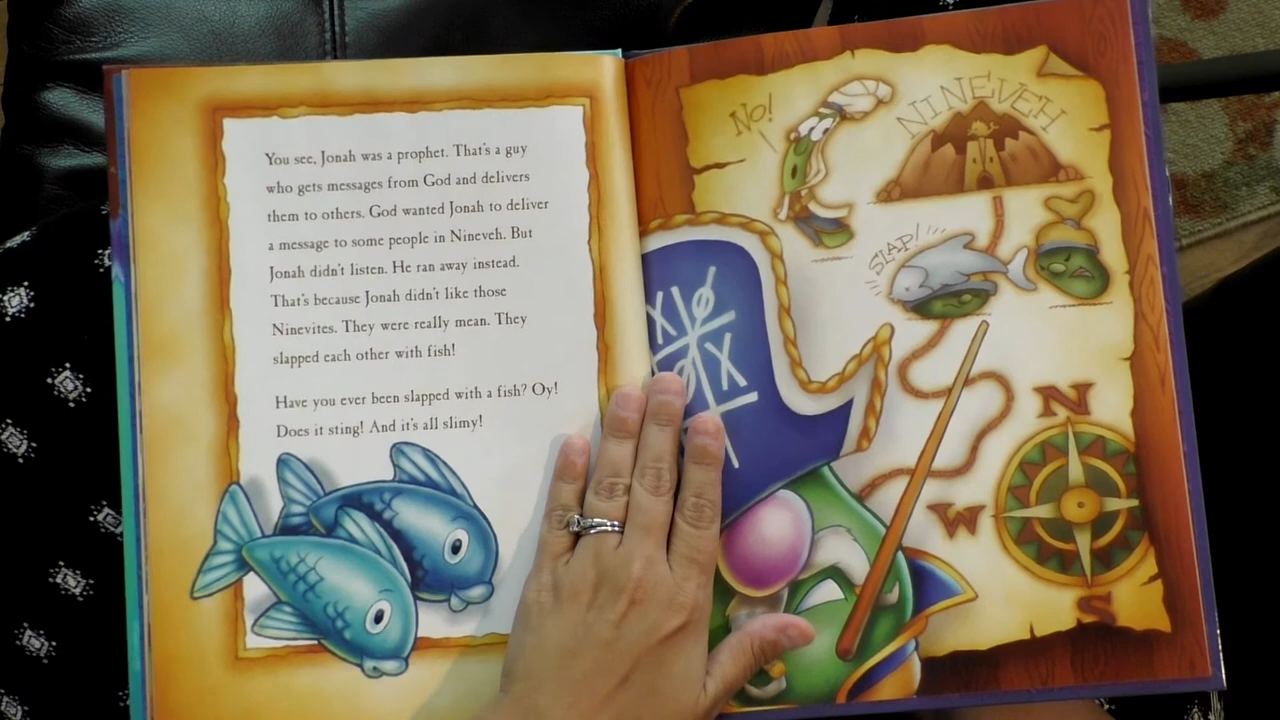 You see, Jonah was a prophet. That's a guy
who gets messages from God and delivers
them to others. God wanted Jonah to deliver
a message to some people in Nineveh. But
Jonah didn't listen. He ran away instead.
That's because Jonah didn't like those
Ninevites. They were really mean. They
slapped each other with fish!
Have you ever been slapped with a fish? Oy!
Does it sting! And it's all slimy!
No!
NINEVEH
SLAP!
X Ø
X
N
W
S